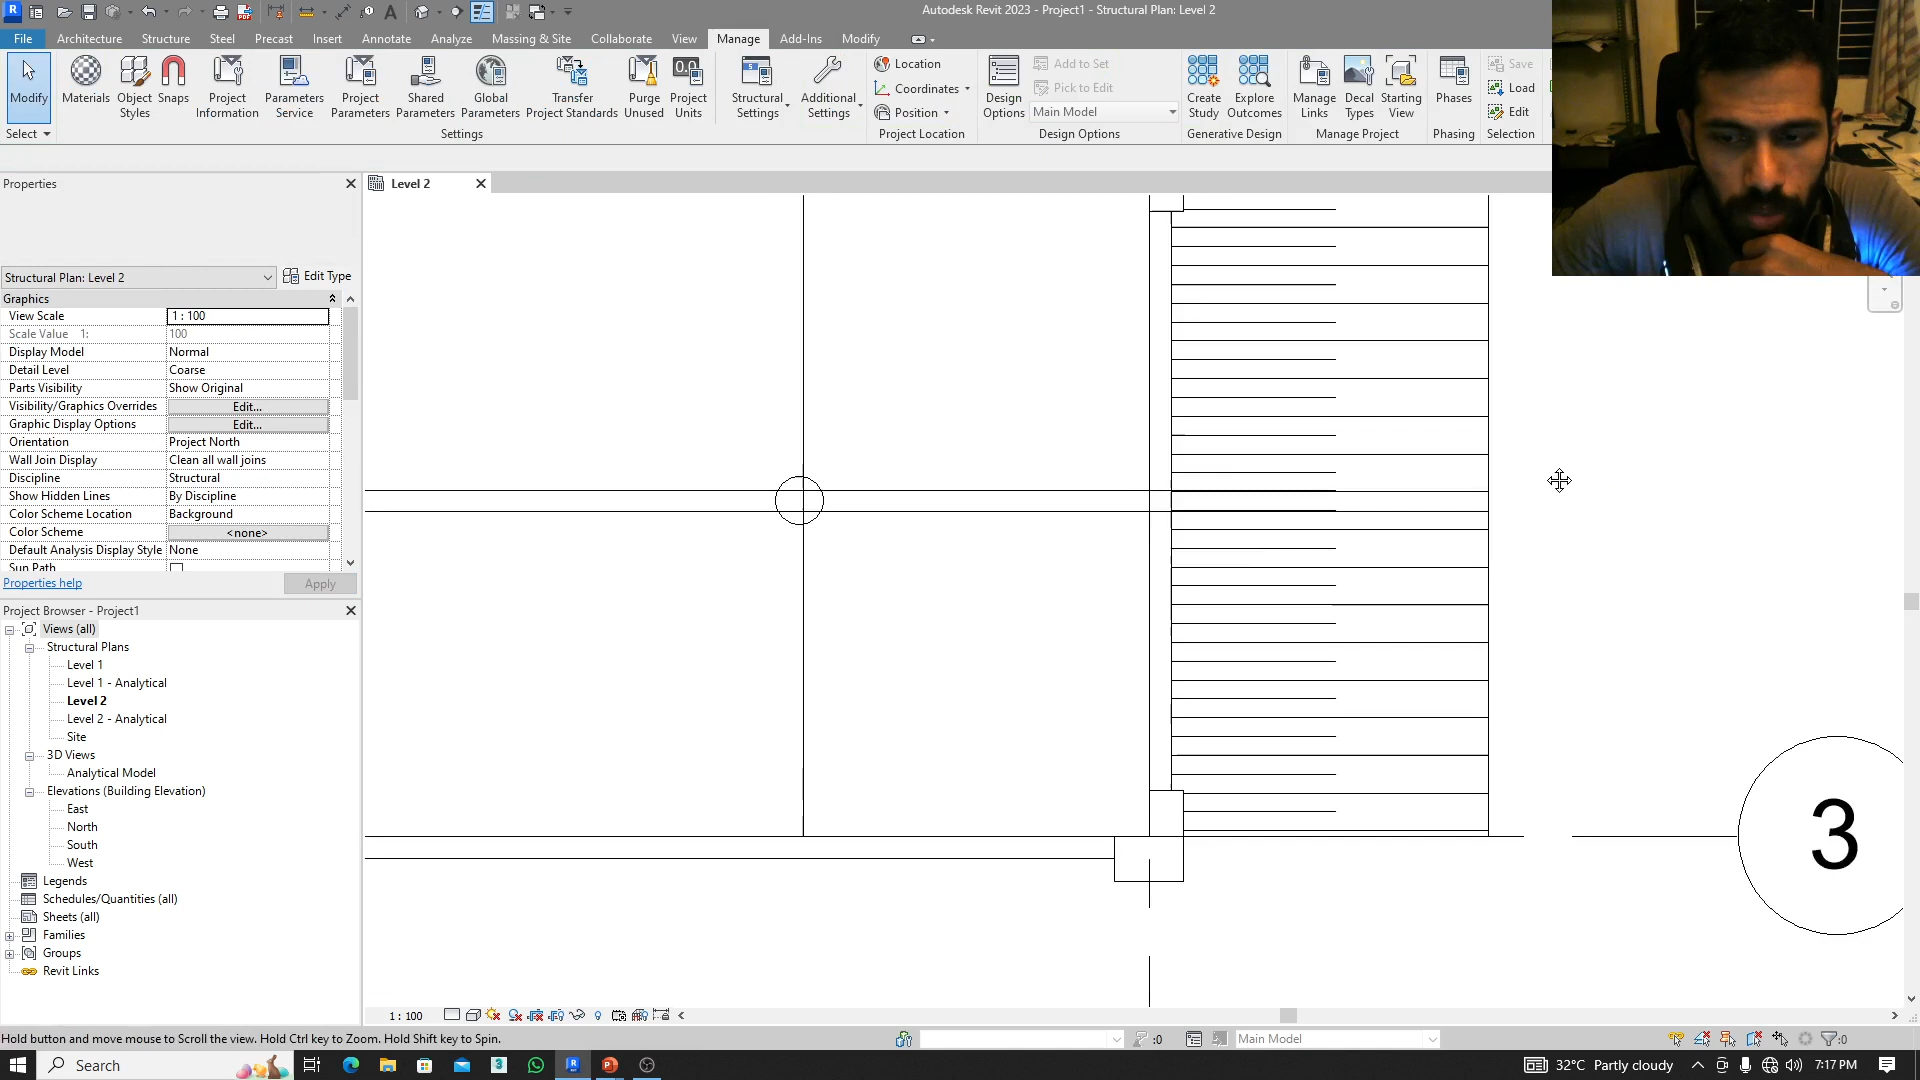 Autodesk Revit 2023 - Project1 - Structural Plan: Level 2
File Architecture Structure Steel Precast Insert Annotate Analyze Massing & Site Collaborate View Manage Add-Ins Modify
Modify
Materials
Object
Styles
Snaps
Project
Information
Parameters
Service
Project
Parameters
Shared
Parameters
Global
Parameters
Transfer
Project Standards
Purge
Unused
Project
Units
Structural
Settings
Additional
Settings
Location
Coordinates
Position
Design
Options
Add to Set
Pick to Edit
Main Model
Create
Study
Explore
Outcomes
Manage
Links
Decal
Types
Starting
View
Phases
Save
Load
Edit
Select
Settings
Project Location
Design Options
Generative Design
Manage Project
Phasing
Selection
Properties
Level 2
Structural Plan: Level 2
Edit Type
Graphics
View Scale 1 : 100
Scale Value 1: 100
Display Model Normal
Detail Level Coarse
Parts Visibility Show Original
Visibility/Graphics Overrides Edit...
Graphic Display Options Edit...
Orientation Project North
Wall Join Display Clean all wall joins
Discipline Structural
Show Hidden Lines By Discipline
Color Scheme Location Background
Color Scheme <none>
Default Analysis Display Style None
Sun Path
Properties help
Apply
Project Browser - Project1
Views (all)
Structural Plans
Level 1
Level 1 - Analytical
Level 2
Level 2 - Analytical
Site
3D Views
Analytical Model
Elevations (Building Elevation)
East
North
South
West
Legends
Schedules/Quantities (all)
Sheets (all)
Families
Groups
Revit Links
3
1 : 100
Hold button and move mouse to Scroll the view. Hold Ctrl key to Zoom. Hold Shift key to Spin.
:0
Main Model
:0
Search
32°C Partly cloudy
7:17 PM